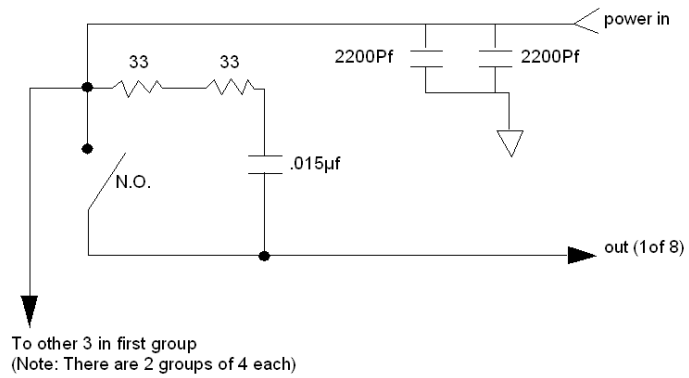 power in
33 33
2200Pf 2200Pf
.015µf
N.O.
out (1of 8)
To other 3 in first group
(Note: There are 2 groups of 4 each)